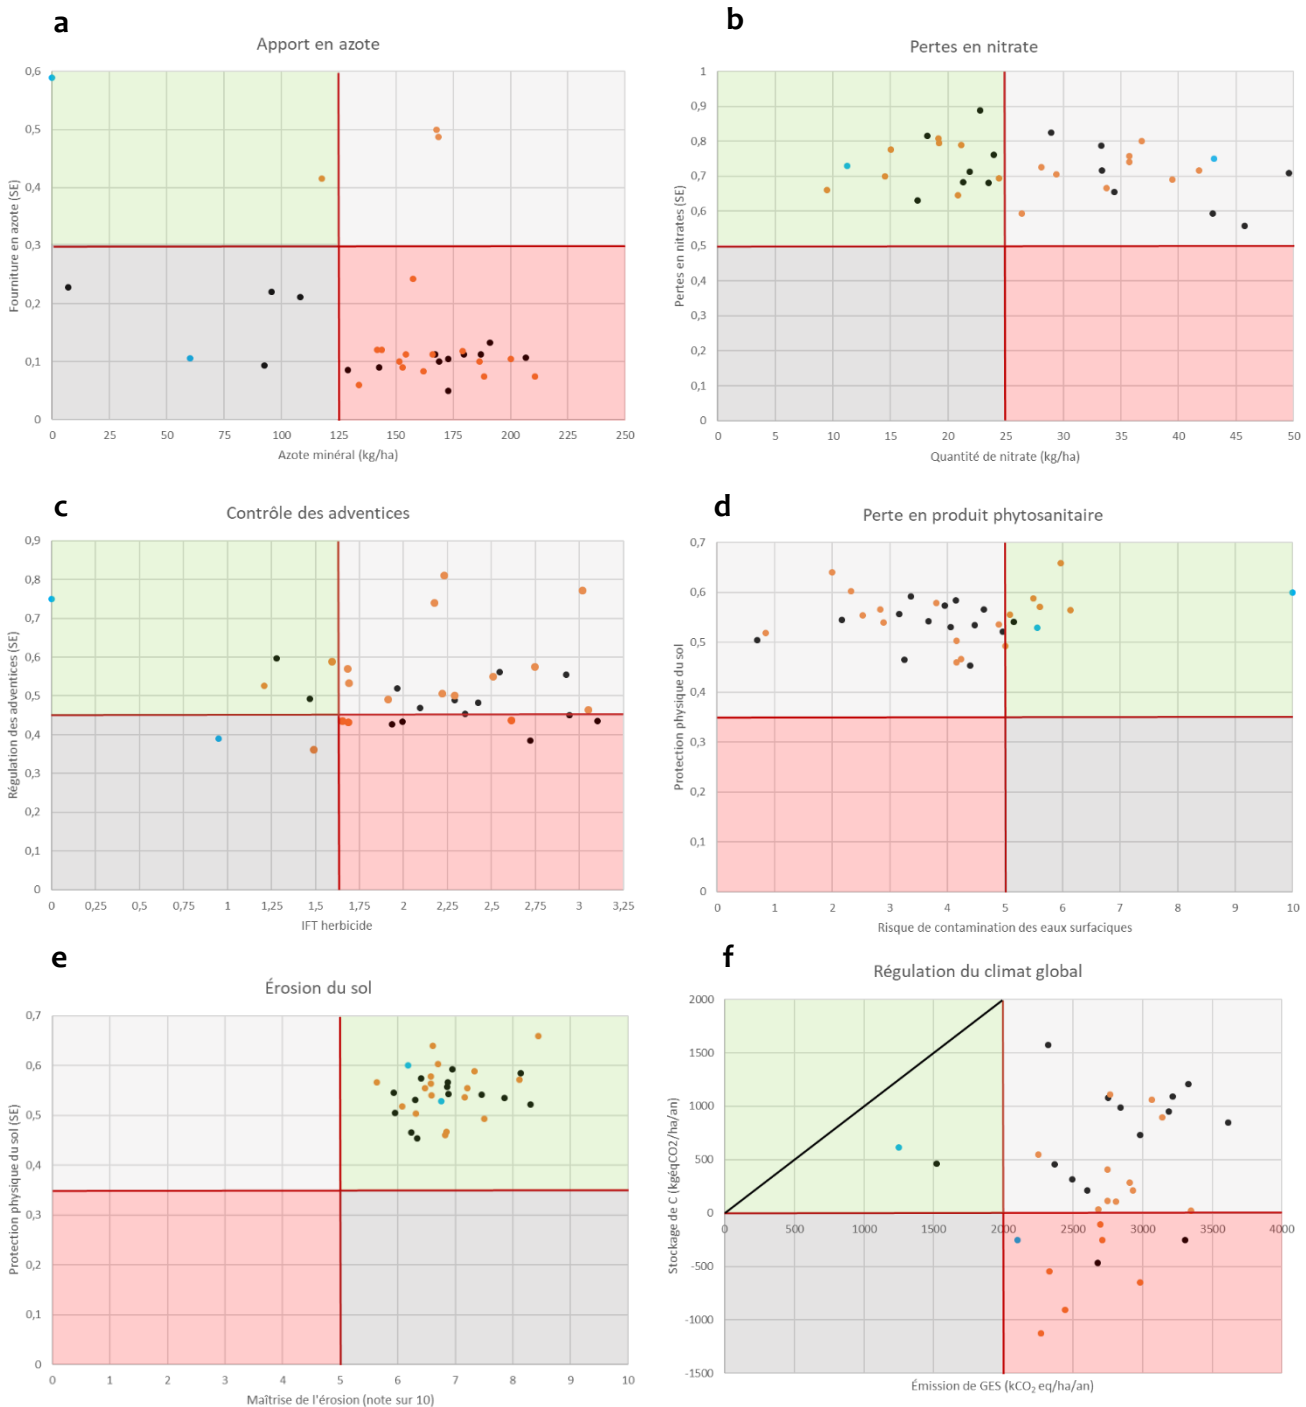 a
Apport en azote
0,6
0,5
0,4
0,3
0,2
0,1
0
Fourniture en azote (SE)
0 25 50 75 100 125 150 175 200 225 250
Azote minéral (kg/ha)
b
Pertes en nitrate
1
0,9
0,8
0,7
0,6
0,5
0,4
0,3
0,2
0,1
0
Pertes en nitrates (SE)
0 5 10 15 20 25 30 35 40 45 50
Quantité de nitrate (kg/ha)
c
Contrôle des adventices
0,9
0,8
0,7
0,6
0,5
0,4
0,3
0,2
0,1
0
Régulation des adventices (SE)
0 0,25 0,5 0,75 1 1,25 1,5 1,75 2 2,25 2,5 2,75 3 3,25
IFT herbicide
d
Perte en produit phytosanitaire
0,7
0,6
0,5
0,4
0,3
0,2
0,1
0
Protection physique du sol
0 1 2 3 4 5 6 7 8 9 10
Risque de contamination des eaux surfaciques
e
Érosion du sol
0,7
0,6
0,5
0,4
0,3
0,2
0,1
0
Protection physique du sol (SE)
0 1 2 3 4 5 6 7 8 9 10
Maîtrise de l'érosion (note sur 10)
f
Régulation du climat global
2000
1500
1000
500
0
-500
-1000
-1500
Stockage de C (kgéqCO2/ha/an)
0 500 1000 1500 2000 2500 3000 3500 4000
Émission de GES (kCO₂ eq/ha/an)